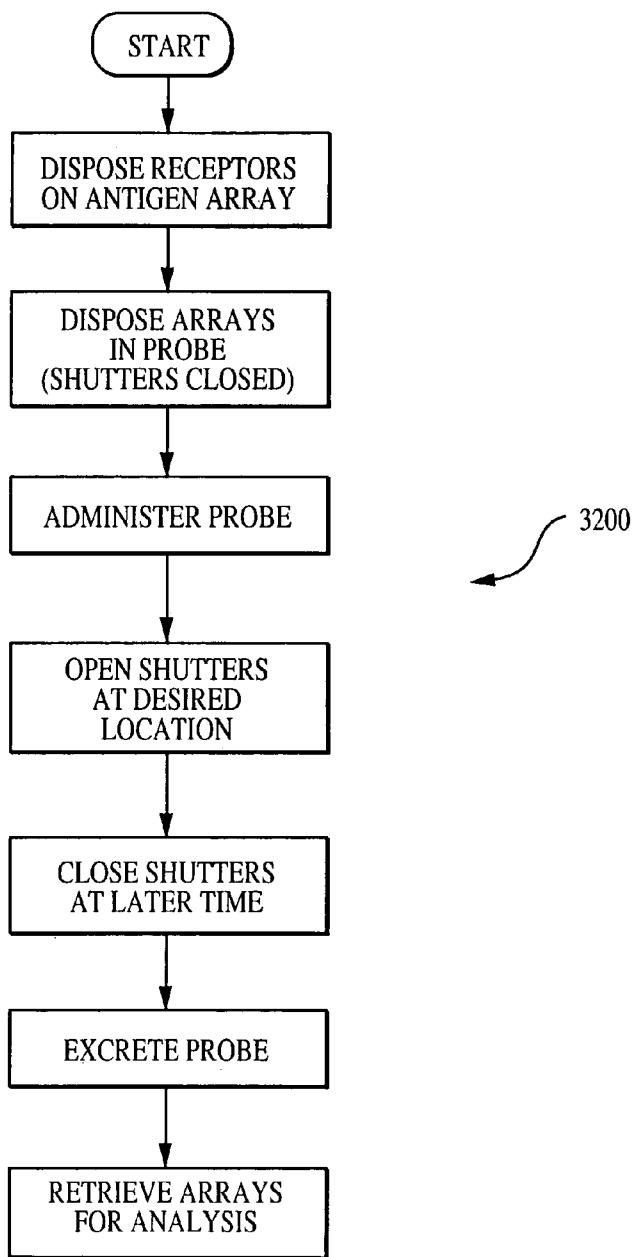 START
DISPOSE RECEPTORS
ON ANTIGEN ARRAY
DISPOSE ARRAYS
IN PROBE
(SHUTTERS CLOSED)
ADMINISTER PROBE
3200
OPEN SHUTTERS
AT DESIRED
LOCATION
CLOSE SHUTTERS
AT LATER TIME
EXCRETE PROBE
RETRIEVE ARRAYS
FOR ANALYSIS